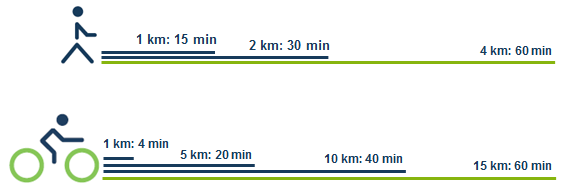 1 km: 15 min
2 km: 30 min
4 km: 60 min
1 km: 4 min
5 km: 20 min
10 km: 40 min
15 km: 60 min